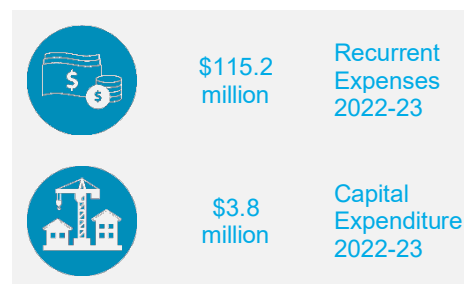 $115.2
million
Recurrent
Expenses
2022-23
$3.8
million
Capital
Expenditure
2022-23